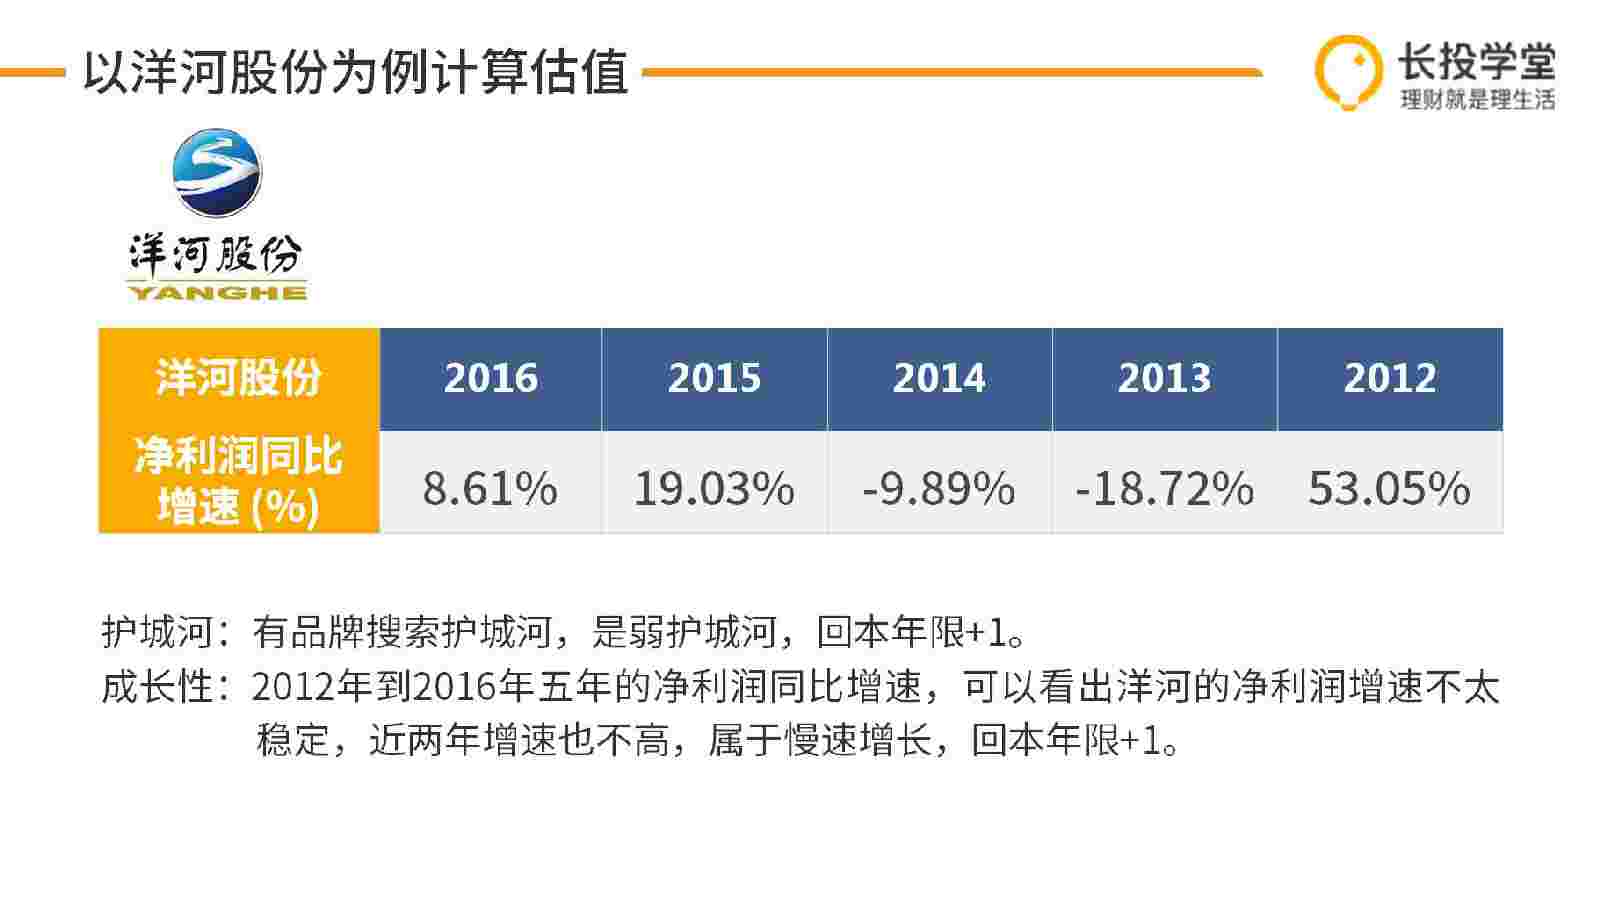 以洋河股份为例计算估值
长投学堂
理财就是理生活
洋河股份
YANGHE
洋河股份 2016 2015 2014 2013 2012
净利润同比
增速 (%) 8.61% 19.03% -9.89% -18.72% 53.05%
护城河：有品牌搜索护城河，是弱护城河，回本年限+1。
成长性：2012年到2016年五年的净利润同比增速，可以看出洋河的净利润增速不太
稳定，近两年增速也不高，属于慢速增长，回本年限+1。